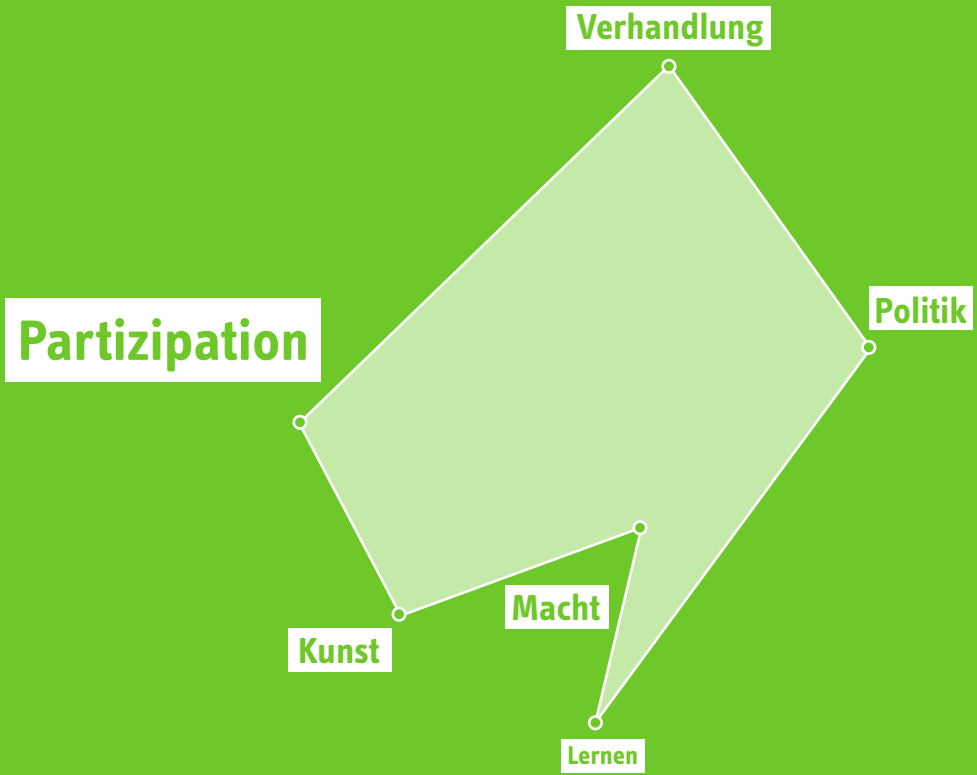 Verhandlung
Politik
Partizipation
Macht
Kunst
Lernen